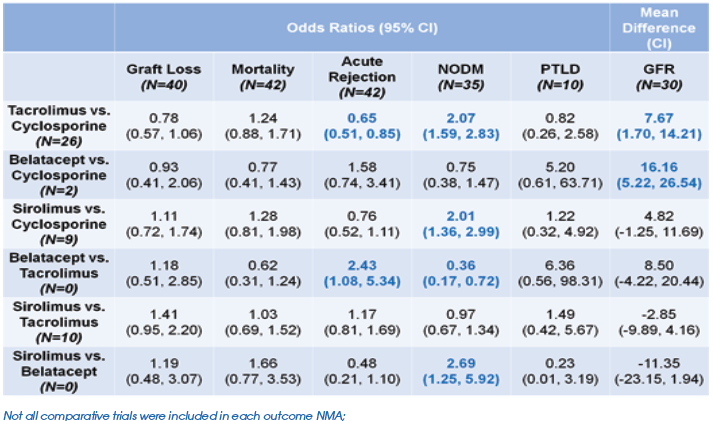 Odds Ratios (95% CI)
Mean
Difference
(CI)
Graft Loss
(N=40)
Mortality
(N=42)
Acute
Rejection
(N=42)
NODM
(N=35)
PTLD
(N=10)
GFR
(N=30)
Tacrolimus vs.
Cyclosporine
(N=26)
0.78
(0.57, 1.06)
1.24
(0.88, 1.71)
0.65
(0.51, 0.85)
2.07
(1.59, 2.83)
0.82
(0.26, 2.58)
7.67
(1.70, 14.21)
Belatacept vs.
Cyclosporine
(N=2)
0.93
(0.41, 2.06)
0.77
(0.41, 1.43)
1.58
(0.74, 3.41)
0.75
(0.38, 1.47)
5.20
(0.61, 63.71)
16.16
(5.22, 26.54)
Sirolimus vs.
Cyclosporine
(N=9)
1.11
(0.72, 1.74)
1.28
(0.81, 1.98)
0.76
(0.52, 1.11)
2.01
(1.36, 2.99)
1.22
(0.32, 4.92)
4.82
(-1.25, 11.69)
Belatacept vs.
Tacrolimus
(N=0)
1.18
(0.51, 2.85)
0.62
(0.31, 1.24)
2.43
(1.08, 5.34)
0.36
(0.17, 0.72)
6.36
(0.56, 98.31)
8.50
(-4.22, 20.44)
Sirolimus vs.
Tacrolimus
(N=10)
1.41
(0.95, 2.20)
1.03
(0.69, 1.52)
1.17
(0.81, 1.69)
0.97
(0.67, 1.34)
1.49
(0.42, 5.67)
-2.85
(-9.89, 4.16)
Sirolimus vs.
Belatacept
(N=0)
1.19
(0.48, 3.07)
1.66
(0.77, 3.53)
0.48
(0.21, 1.10)
2.69
(1.25, 5.92)
0.23
(0.01, 3.19)
-11.35
(-23.15, 1.94)
Not all comparative trials were included in each outcome NMA;